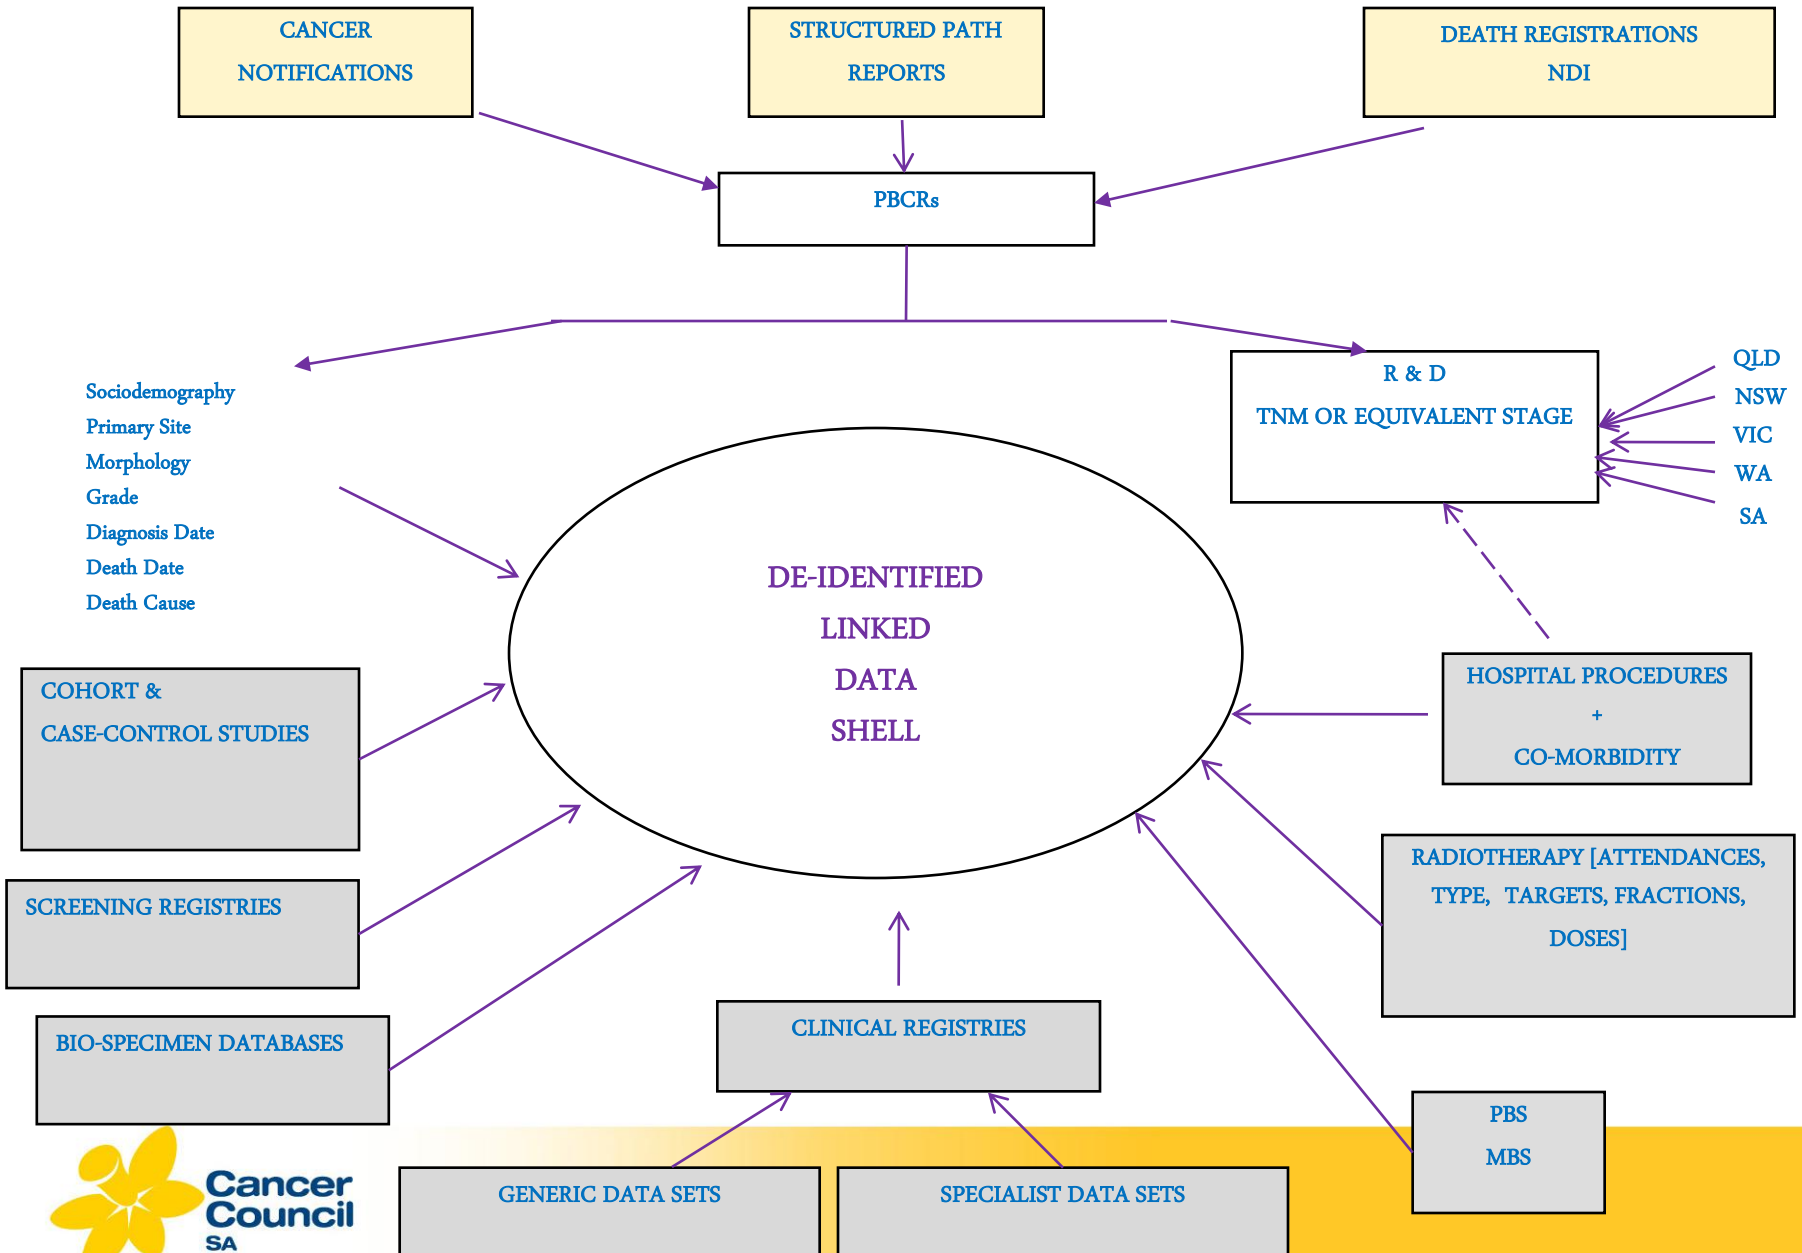 CANCER
NOTIFICATIONS
STRUCTURED PATH
REPORTS
DEATH REGISTRATIONS
NDI
PBCRs
Sociodemography
Primary Site
Morphology
Grade
Diagnosis Date
Death Date
Death Cause
R & D
TNM OR EQUIVALENT STAGE
QLD
NSW
VIC
WA
SA
DE-IDENTIFIED
LINKED
DATA
SHELL
COHORT &
CASE-CONTROL STUDIES
HOSPITAL PROCEDURES
+
CO-MORBIDITY
SCREENING REGISTRIES
RADIOTHERAPY [ATTENDANCES,
TYPE, TARGETS, FRACTIONS,
DOSES]
BIO-SPECIMEN DATABASES
CLINICAL REGISTRIES
PBS
MBS
GENERIC DATA SETS
SPECIALIST DATA SETS
Cancer
Council
SA